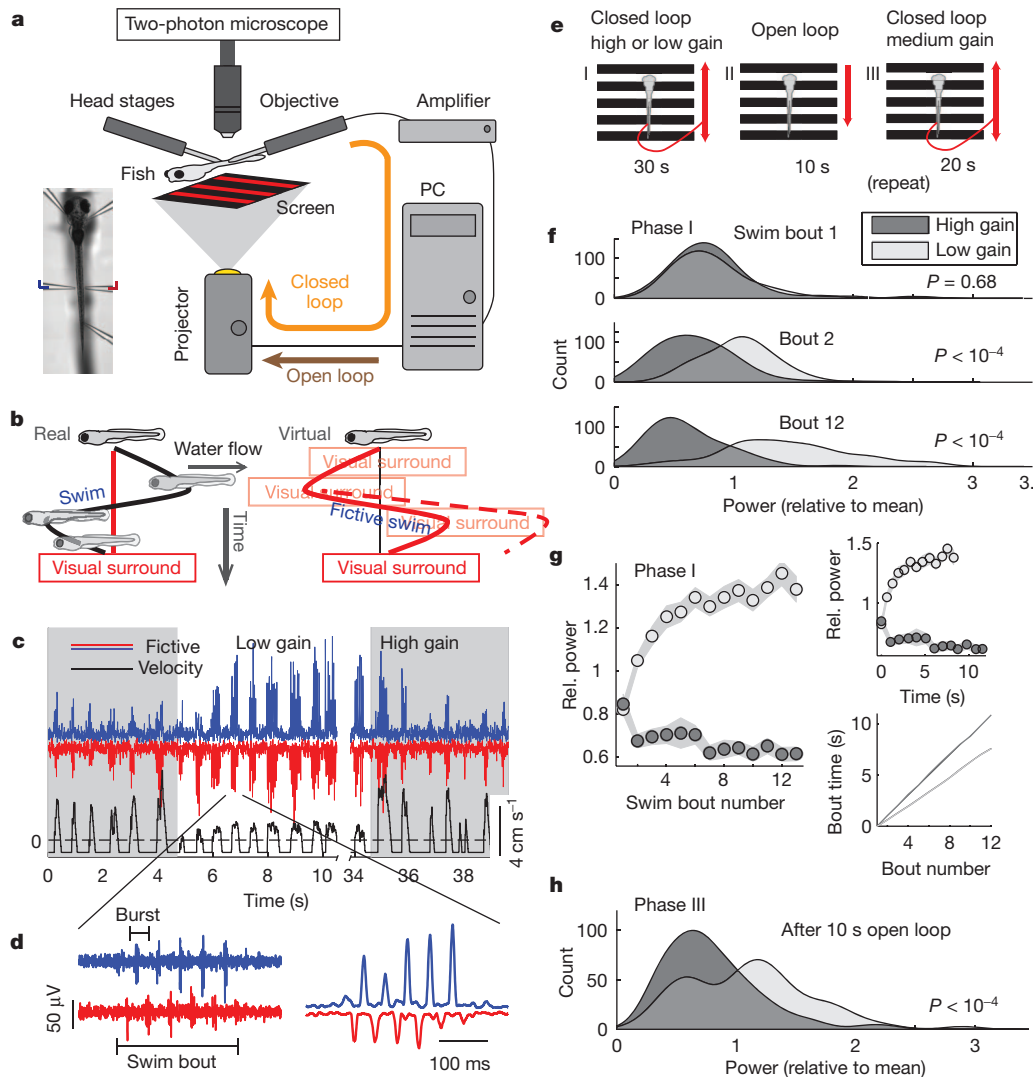 a
Two-photon microscope
Head stages
Objective
Amplifier
Fish
Screen
PC
Closed
loop
Projector
Open loop
b
Real
Water flow
Swim
Time
Visual surround
Virtual
Visual surround
Visual surround
Visual surround
Fictive swim
Visual surround
c
Fictive
Velocity
Low gain
High gain
0
4 cm s⁻¹
0 2 4 6 8 10 34 36 38
Time (s)
d
Burst
50 µV
Swim bout
100 ms
e
Closed loop
high or low gain
Open loop
Closed loop
medium gain
I
II
III
30 s
10 s
20 s
(repeat)
f
Phase I
Swim bout 1
High gain
Low gain
100
0
P = 0.68
Bout 2
100
0
P < 10⁻⁴
Count
Bout 12
100
0
P < 10⁻⁴
0 1 2 3 3.
Power (relative to mean)
g
Phase I
1.4
1.2
1.0
0.8
0.6
Rel. power
4 8 12
Swim bout number
1.5
1
Rel. power
0 5 10
Time (s)
10
5
0
Bout time (s)
4 8 12
Bout number
h
Phase III
After 10 s open loop
100
50
0
Count
P < 10⁻⁴
0 1 2 3
Power (relative to mean)